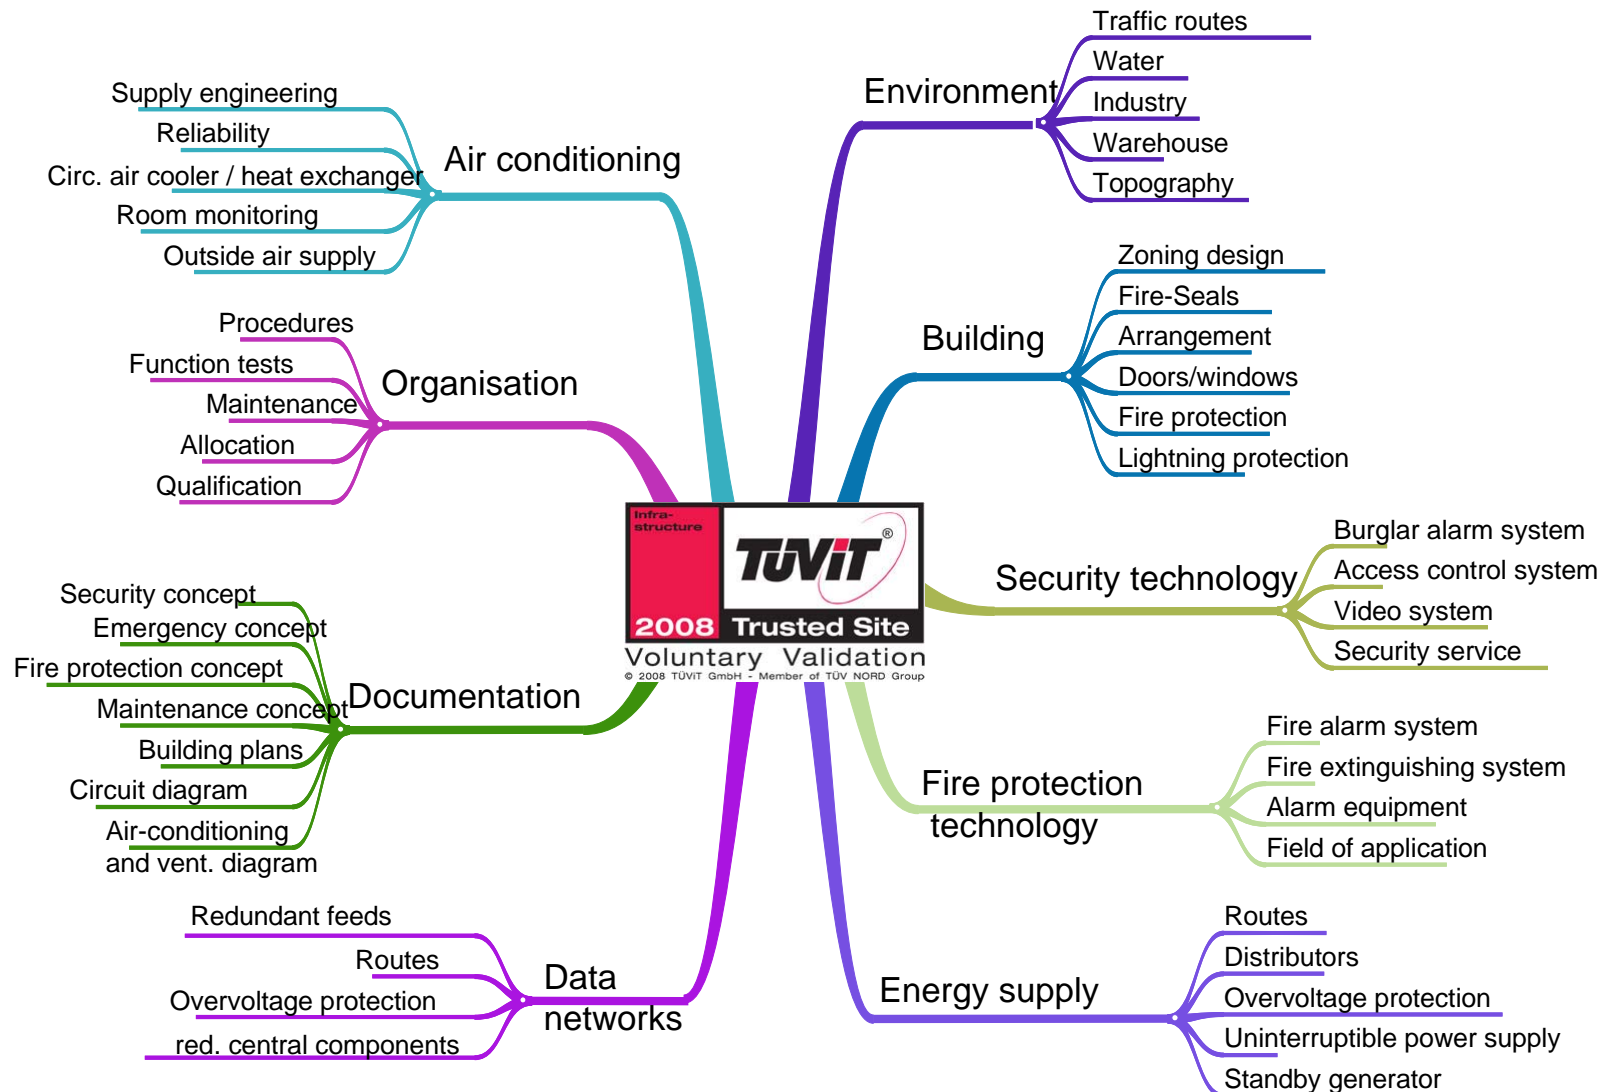 Traffic routes
Water
Environment
Industry
Warehouse
Topography
Supply engineering
Reliability
Air conditioning
Circ. air cooler / heat exchanger
Room monitoring
Outside air supply
Zoning design
Fire-Seals
Building
Arrangement
Doors/windows
Fire protection
Lightning protection
Procedures
Function tests
Organisation
Maintenance
Allocation
Qualification
Infra-
structure
TÜViT®
2008 Trusted Site
Voluntary Validation
© 2008 TÜViT GmbH - Member of TÜV NORD Group
Burglar alarm system
Access control system
Security technology
Video system
Security service
Security concept
Emergency concept
Fire protection concept
Documentation
Maintenance concept
Building plans
Circuit diagram
Air-conditioning
and vent. diagram
Fire alarm system
Fire extinguishing system
Fire protection
technology
Alarm equipment
Field of application
Redundant feeds
Routes
Data
networks
Overvoltage protection
red. central components
Routes
Distributors
Energy supply
Overvoltage protection
Uninterruptible power supply
Standby generator